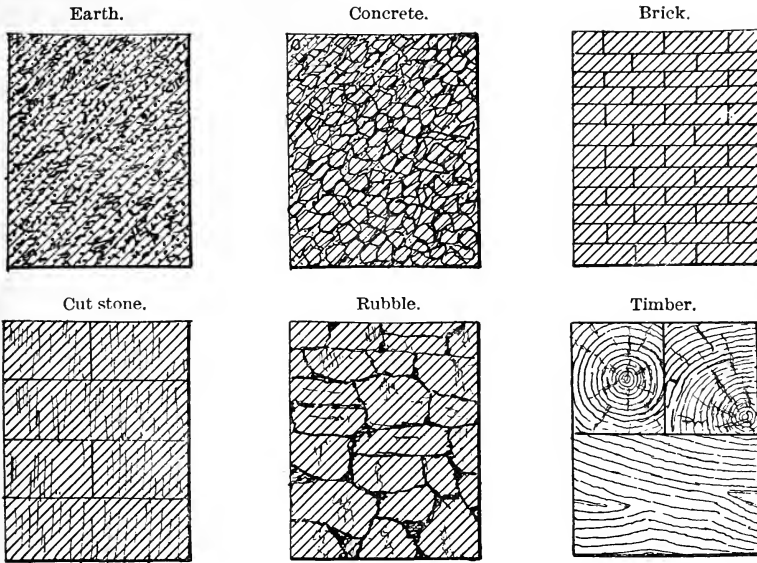 Earth.
Concrete.
Brick.
Cut stone.
Rubble.
Timber.